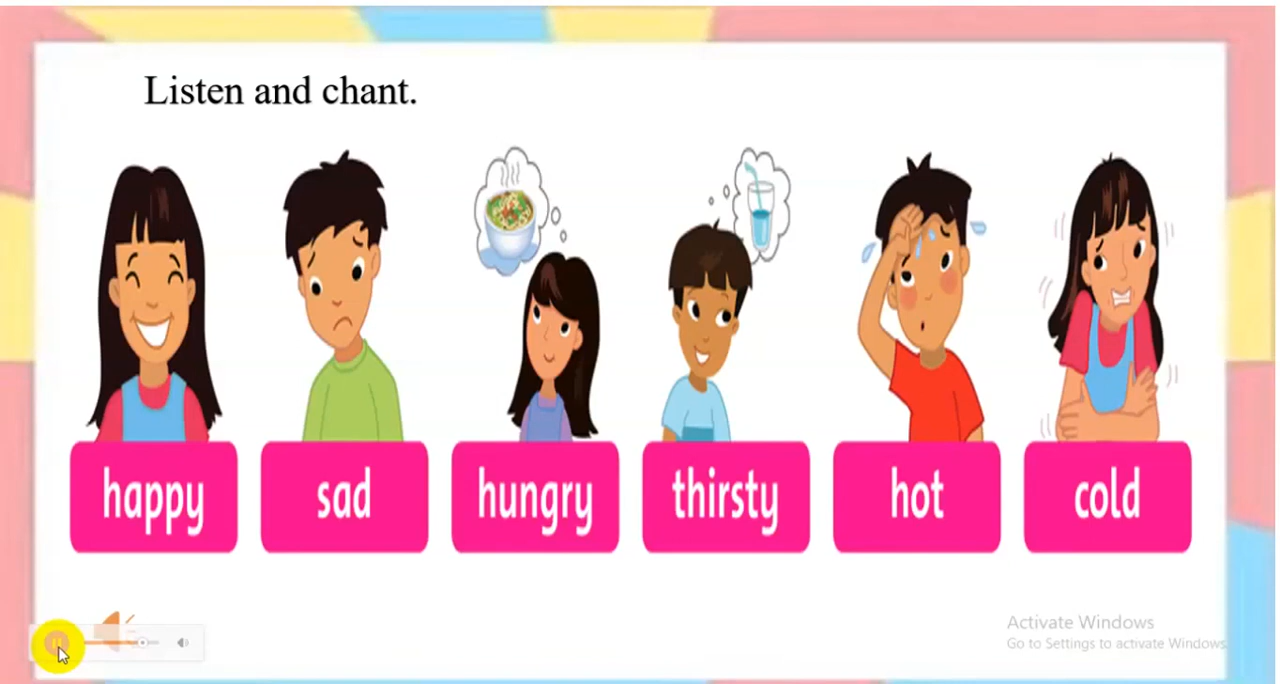 Listen and chant.
happy
sad
hungry
thirsty
hot
cold
Activate Windows
Go to Settings to activate Windows.